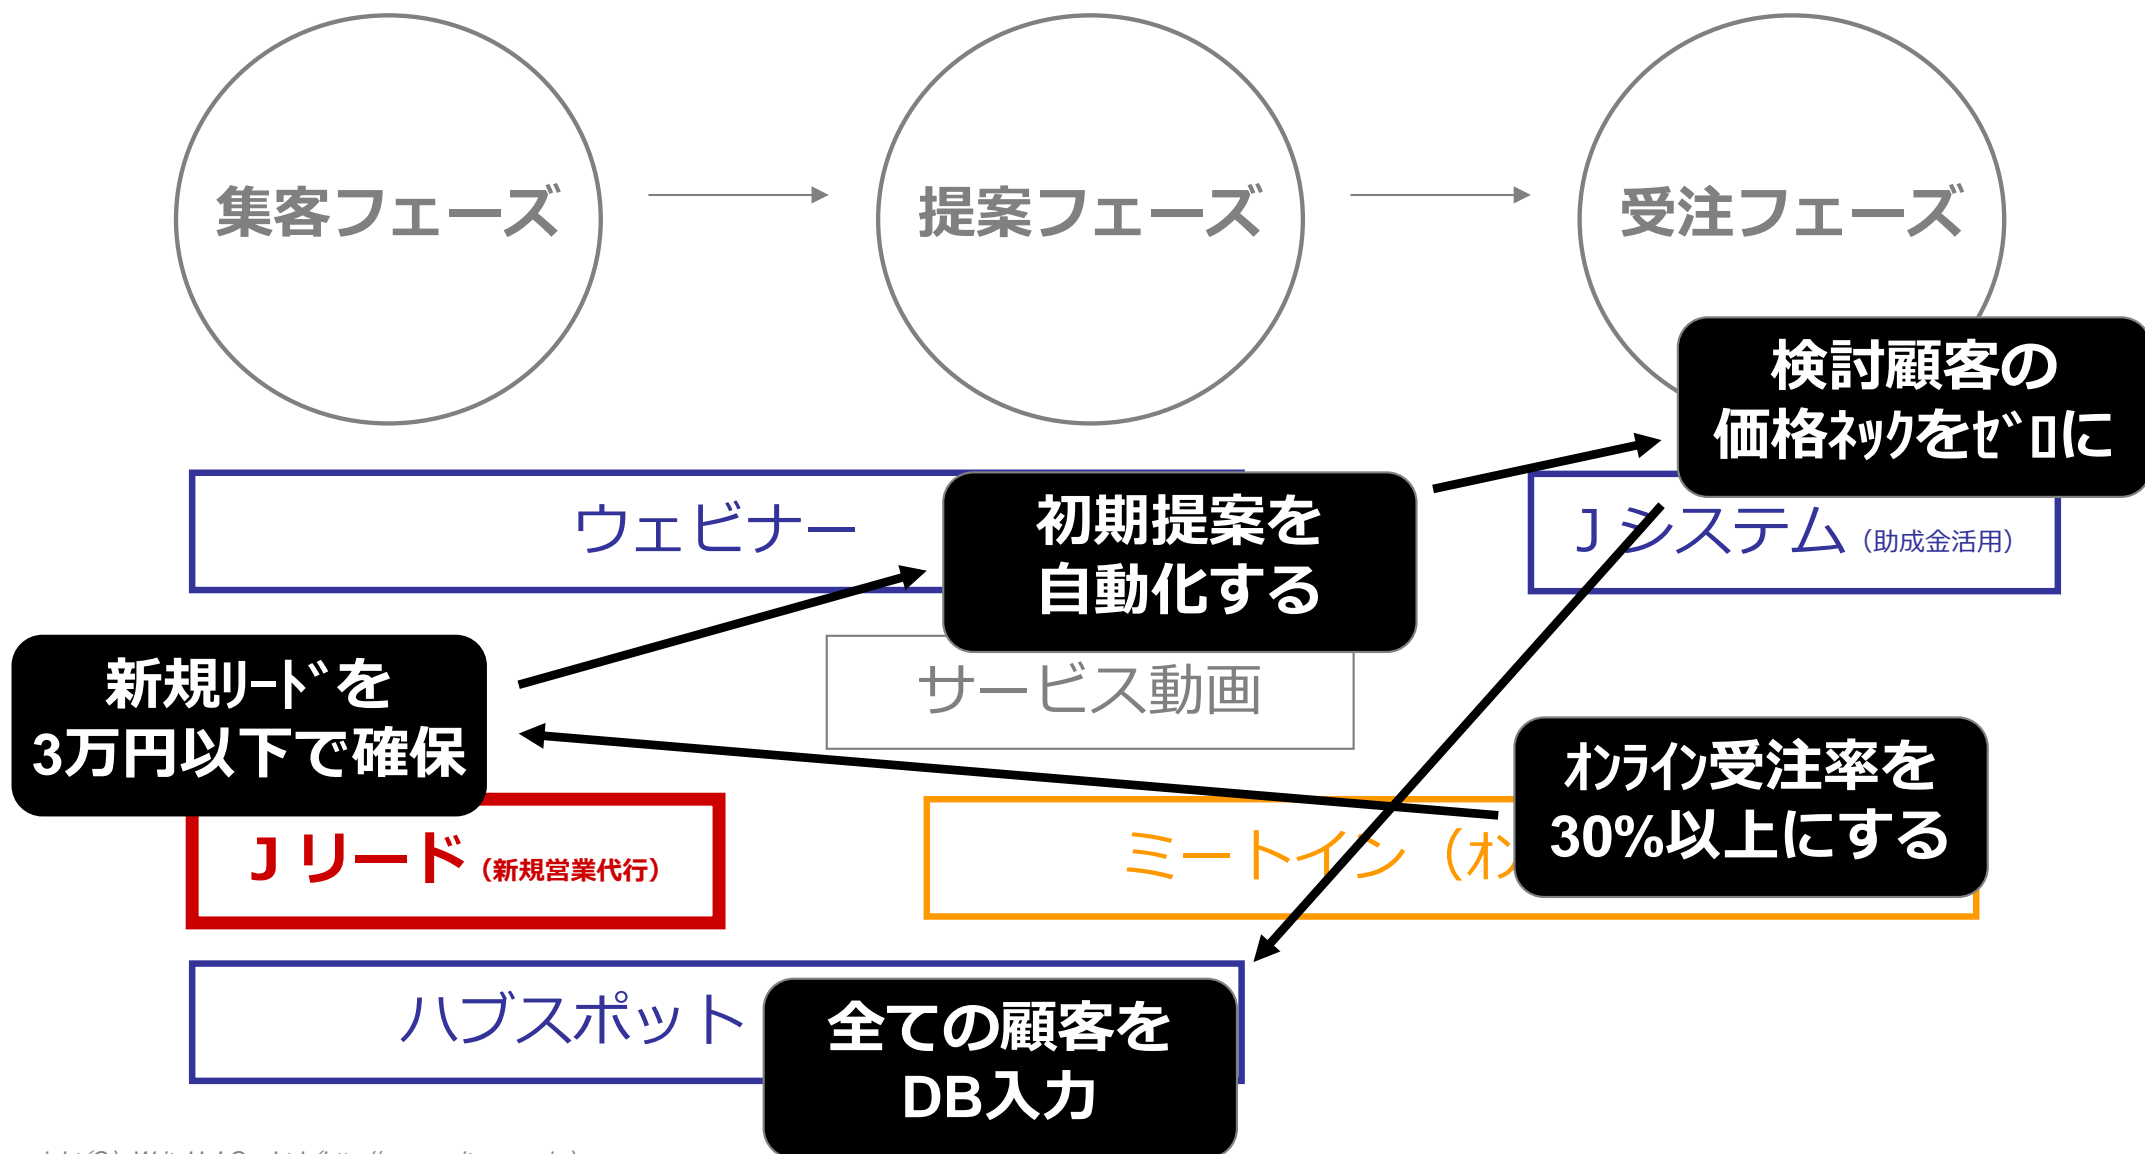 集客フェーズ
提案フェーズ
受注フェーズ
検討顧客の
価格ﾈｯｸをｾﾞﾛに
ウェビナー
初期提案を
自動化する
Jシステム（助成金活用）
新規ﾘｰﾄﾞを
3万円以下で確保
サービス動画
ｵﾝﾗｲﾝ受注率を
30%以上にする
Jリード（新規営業代行）
ミートイン（オン
ハブスポット
全ての顧客を
DB入力